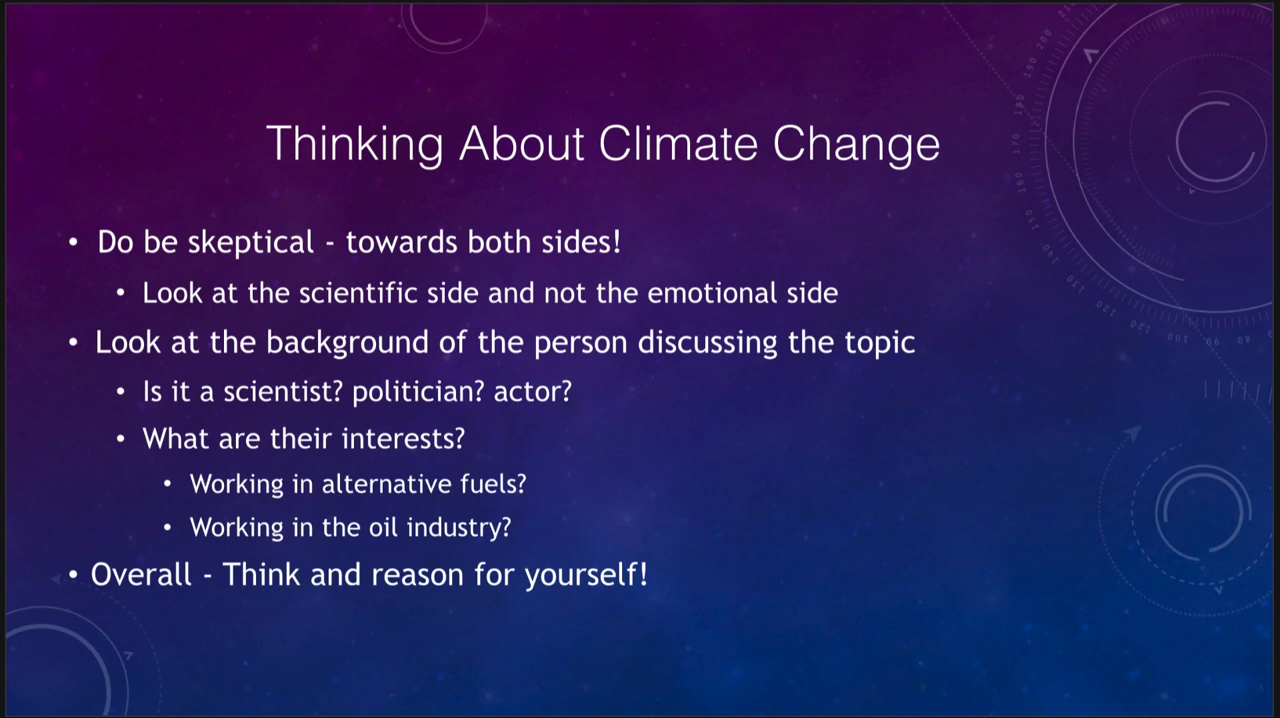 Thinking About Climate Change
• Do be skeptical - towards both sides!
• Look at the scientific side and not the emotional side
• Look at the background of the person discussing the topic
• Is it a scientist? politician? actor?
• What are their interests?
• Working in alternative fuels?
• Working in the oil industry?
• Overall - Think and reason for yourself!